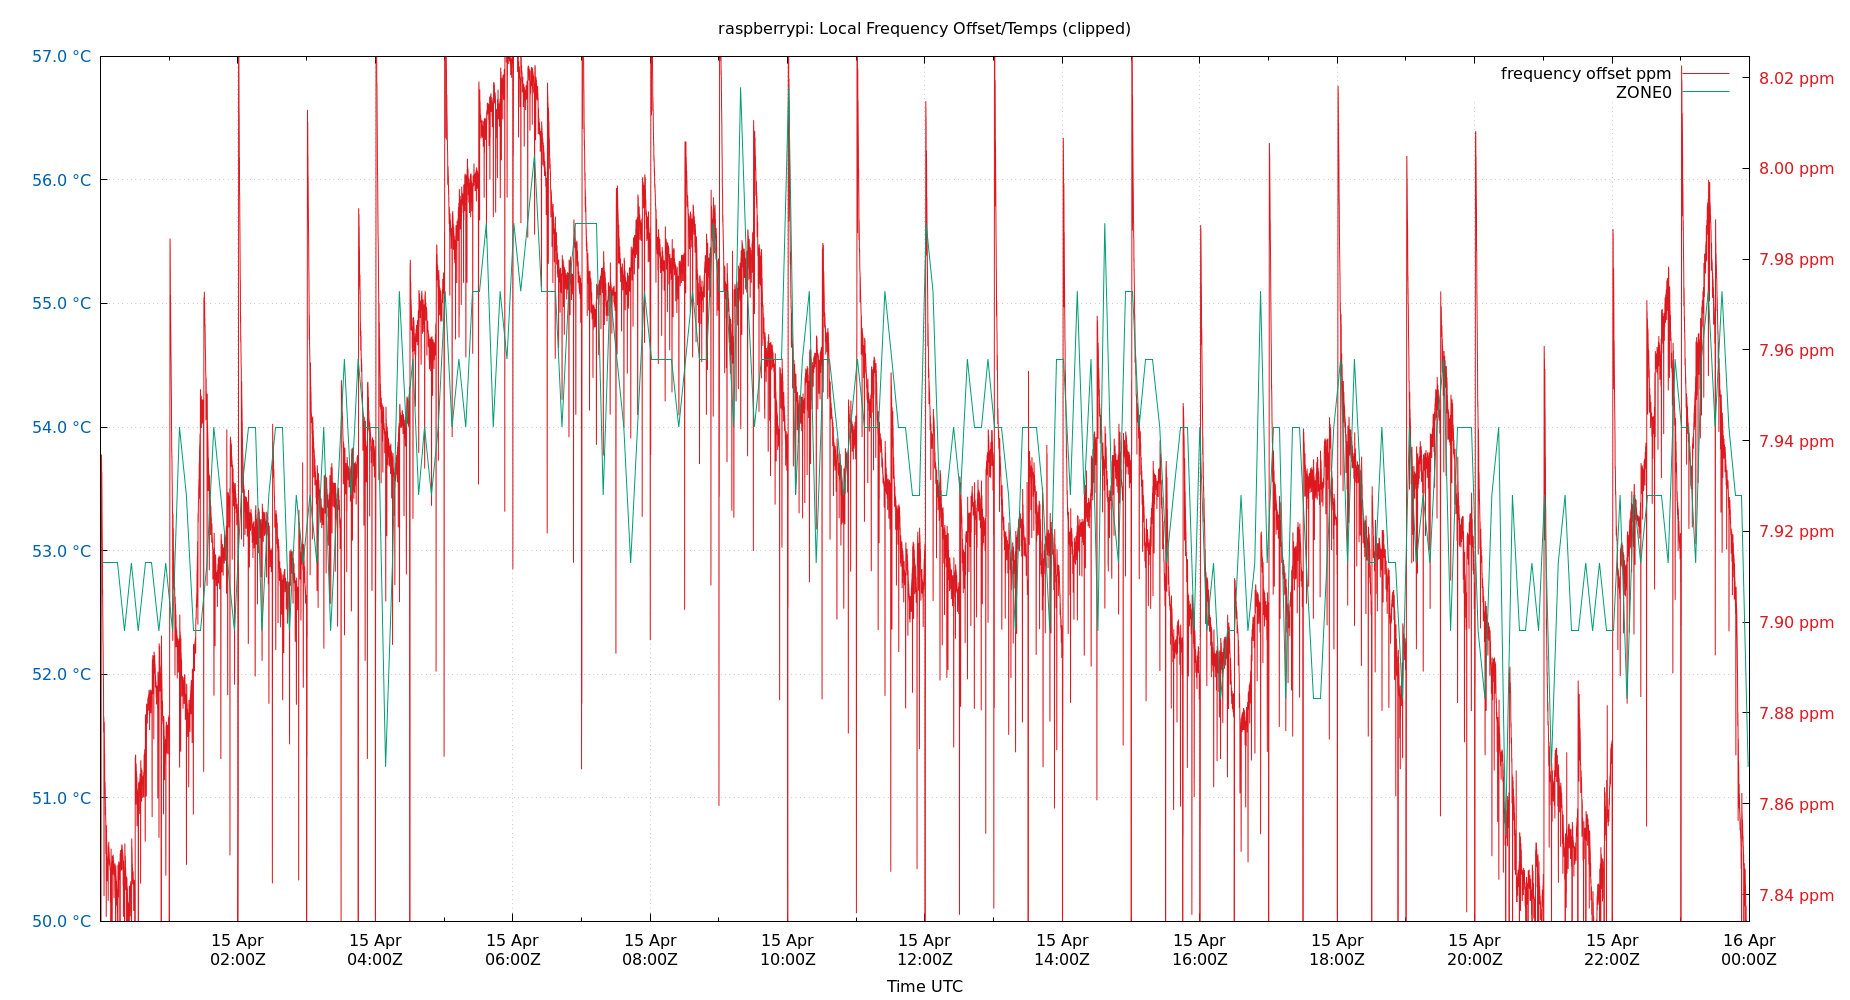 raspberrypi: Local Frequency Offset/Temps (clipped)
frequency offset ppm
ZONE0
57.0 °C
56.0 °C
55.0 °C
54.0 °C
53.0 °C
52.0 °C
51.0 °C
50.0 °C
8.02 ppm
8.00 ppm
7.98 ppm
7.96 ppm
7.94 ppm
7.92 ppm
7.90 ppm
7.88 ppm
7.86 ppm
7.84 ppm
15 Apr 15 Apr 15 Apr 15 Apr 15 Apr 15 Apr 15 Apr 15 Apr 15 Apr 15 Apr 15 Apr 16 Apr
02:00Z 04:00Z 06:00Z 08:00Z 10:00Z 12:00Z 14:00Z 16:00Z 18:00Z 20:00Z 22:00Z 00:00Z
Time UTC